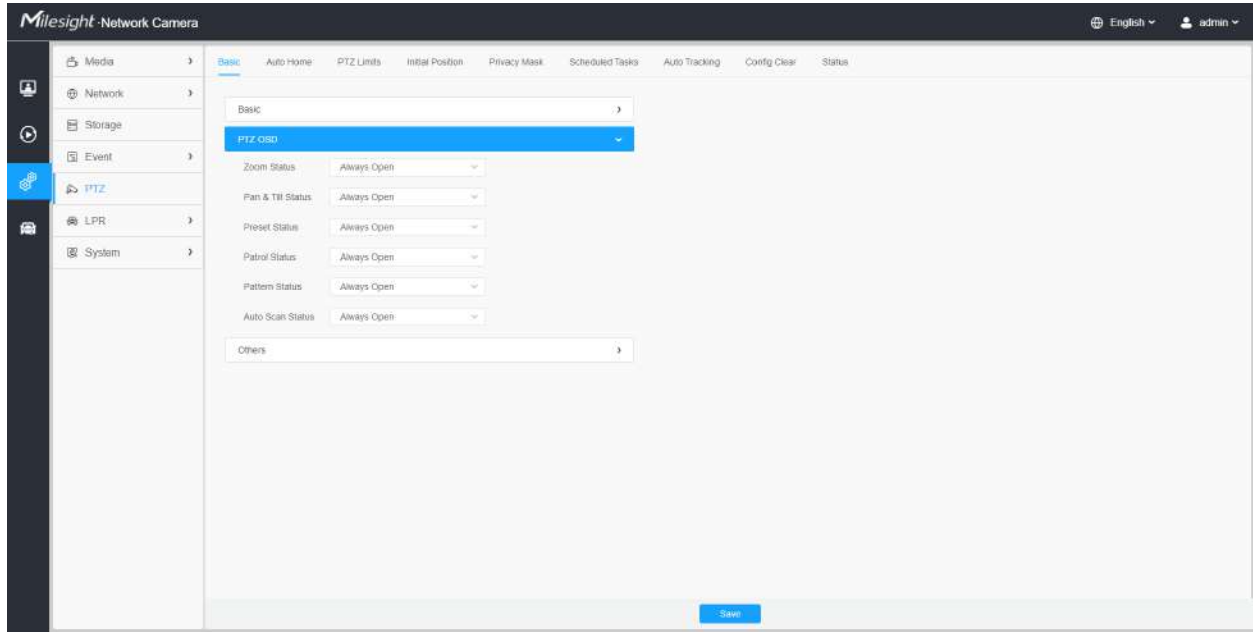 Milesight-Network Camera
English
admin
Media
Network
Storage
Event
PTZ
LPR
System
Basic Auto Home PTZ Limits Initial Position Privacy Mask Scheduled Tasks Auto Tracking Config Clear Status
Basic
PTZ OSD
Zoom Status Always Open
Pan & Tilt Status Always Open
Preset Status Always Open
Patrol Status Always Open
Pattern Status Always Open
Auto Scan Status Always Open
Others
Save